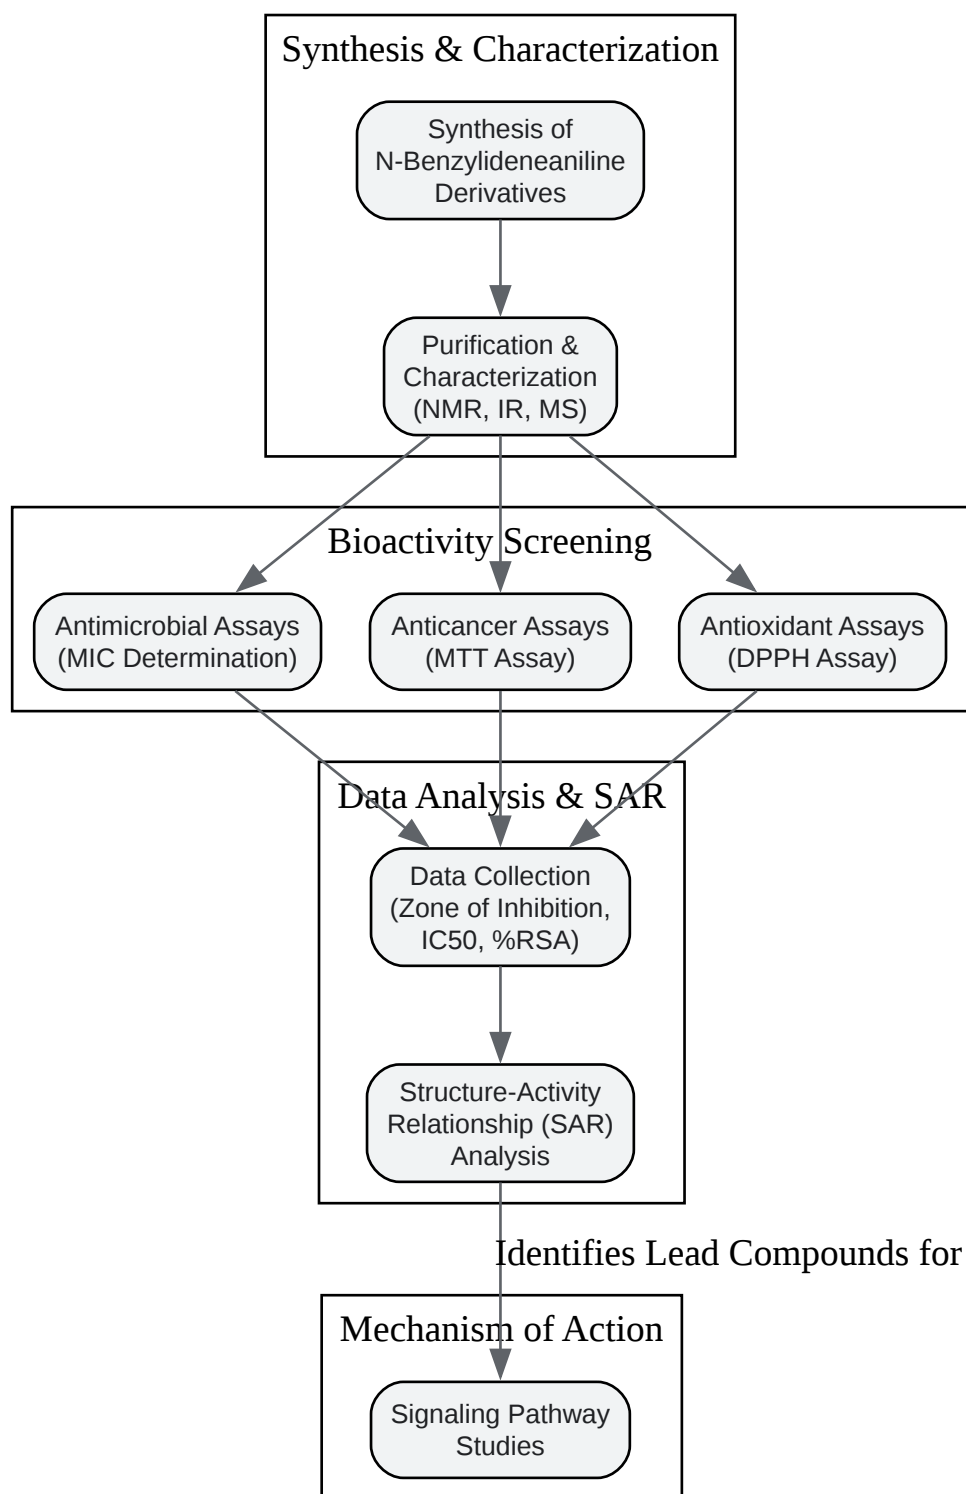 Synthesis & Characterization
Synthesis of
N-Benzylideneaniline
Derivatives
Purification &
Characterization
(NMR, IR, MS)
Bioactivity Screening
Antimicrobial Assays
(MIC Determination)
Anticancer Assays
(MTT Assay)
Antioxidant Assays
(DPPH Assay)
Data Analysis & SAR
Data Collection
(Zone of Inhibition,
IC50, %RSA)
Structure-Activity
Relationship (SAR)
Analysis
Identifies Lead Compounds for
Mechanism of Action
Signaling Pathway
Studies